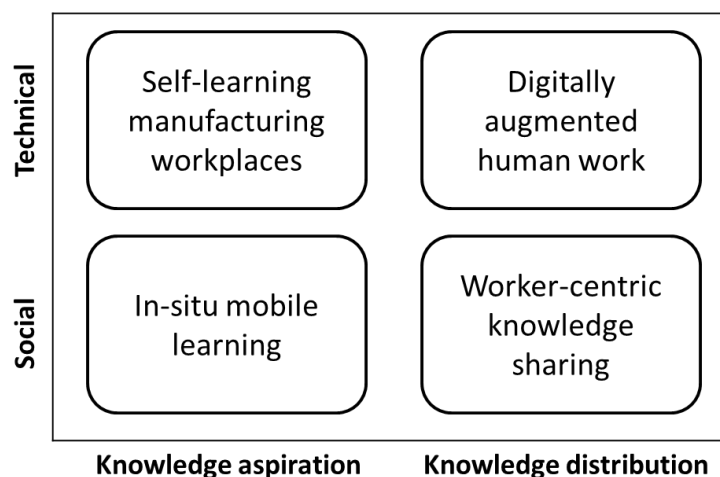 Technical
Self-learning
manufacturing
workplaces
Digitally
augmented
human work
Social
In-situ mobile
learning
Worker-centric
knowledge
sharing
Knowledge aspiration
Knowledge distribution